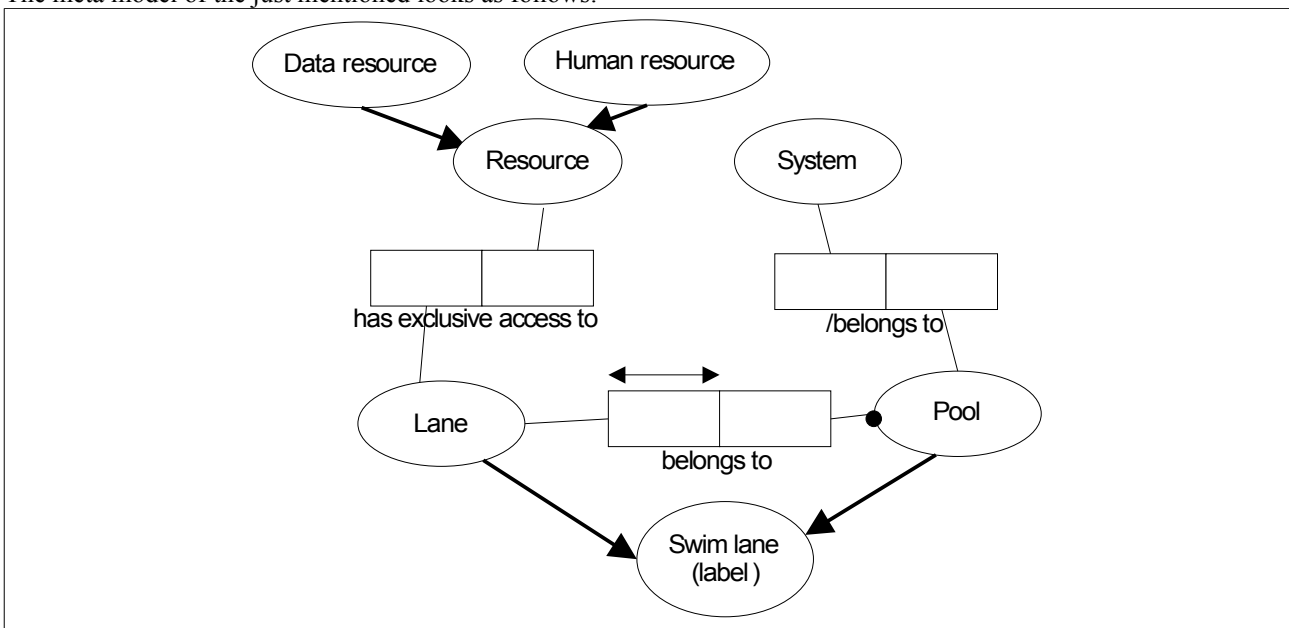 The meta model of the just mentioned looks as follows:
Data resource
Human resource
Resource
System
has exclusive access to
/belongs to
Lane
Pool
belongs to
Swim lane
(label )